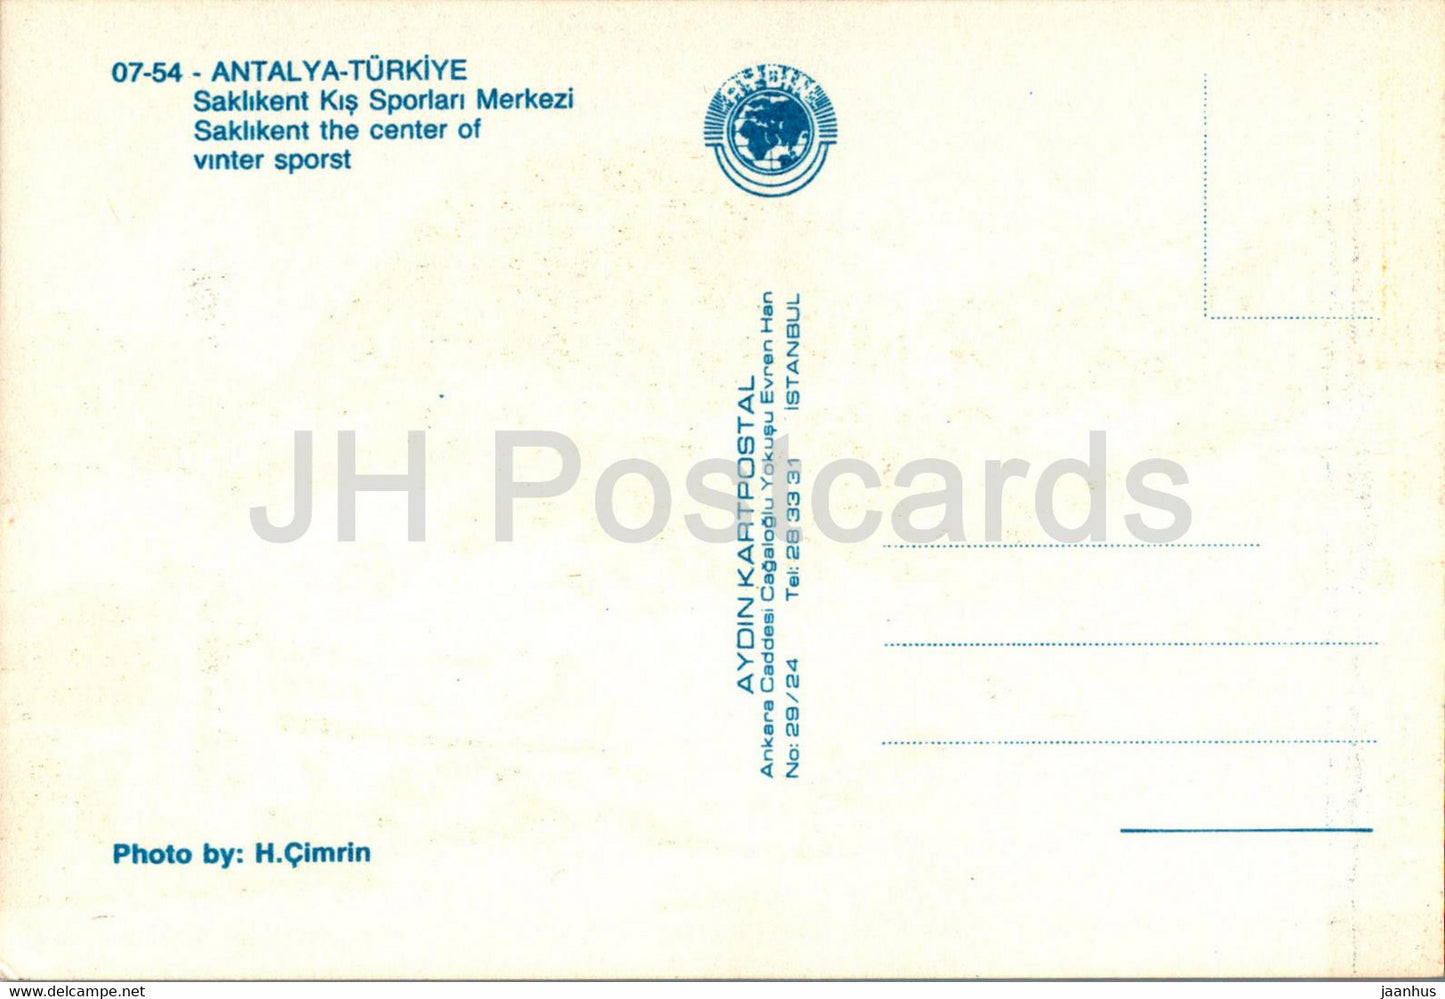 07-54 - ANTALYA-TÜRKİYE
Saklıkent Kış Sporları Merkezi
Saklıkent the center of
vınter sporst
AYDIN
AYDIN KARTPOSTAL
Ankara Caddesi Cağaloğlu Yokuşu Evren Han
No: 29/24 Tel: 28 33 31 İSTANBUL
JH Postcards
Photo by: H.Çimrin
www.delcampe.net
jaanhus